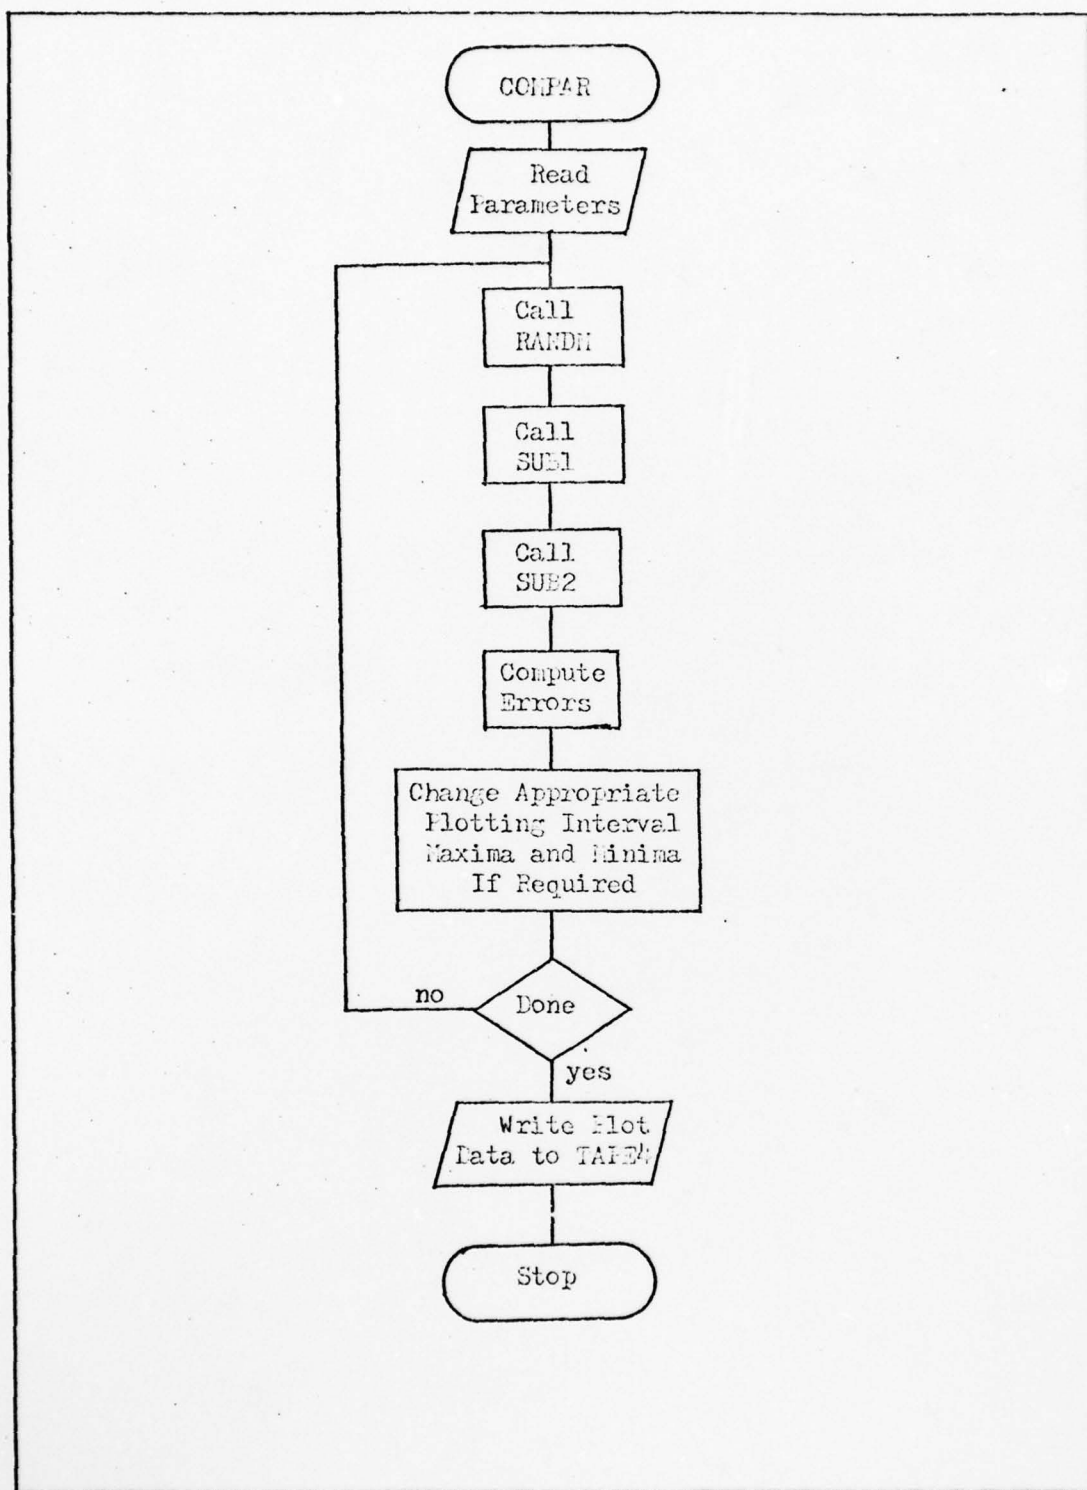 COMPAR
Read
Parameters
Call
RANDM
Call
SUB1
Call
SUB2
Compute
Errors
Change Appropriate
Plotting Interval
Maxima and Minima
If Required
no
Done
yes
Write Plot
Data to TAPE4
Stop